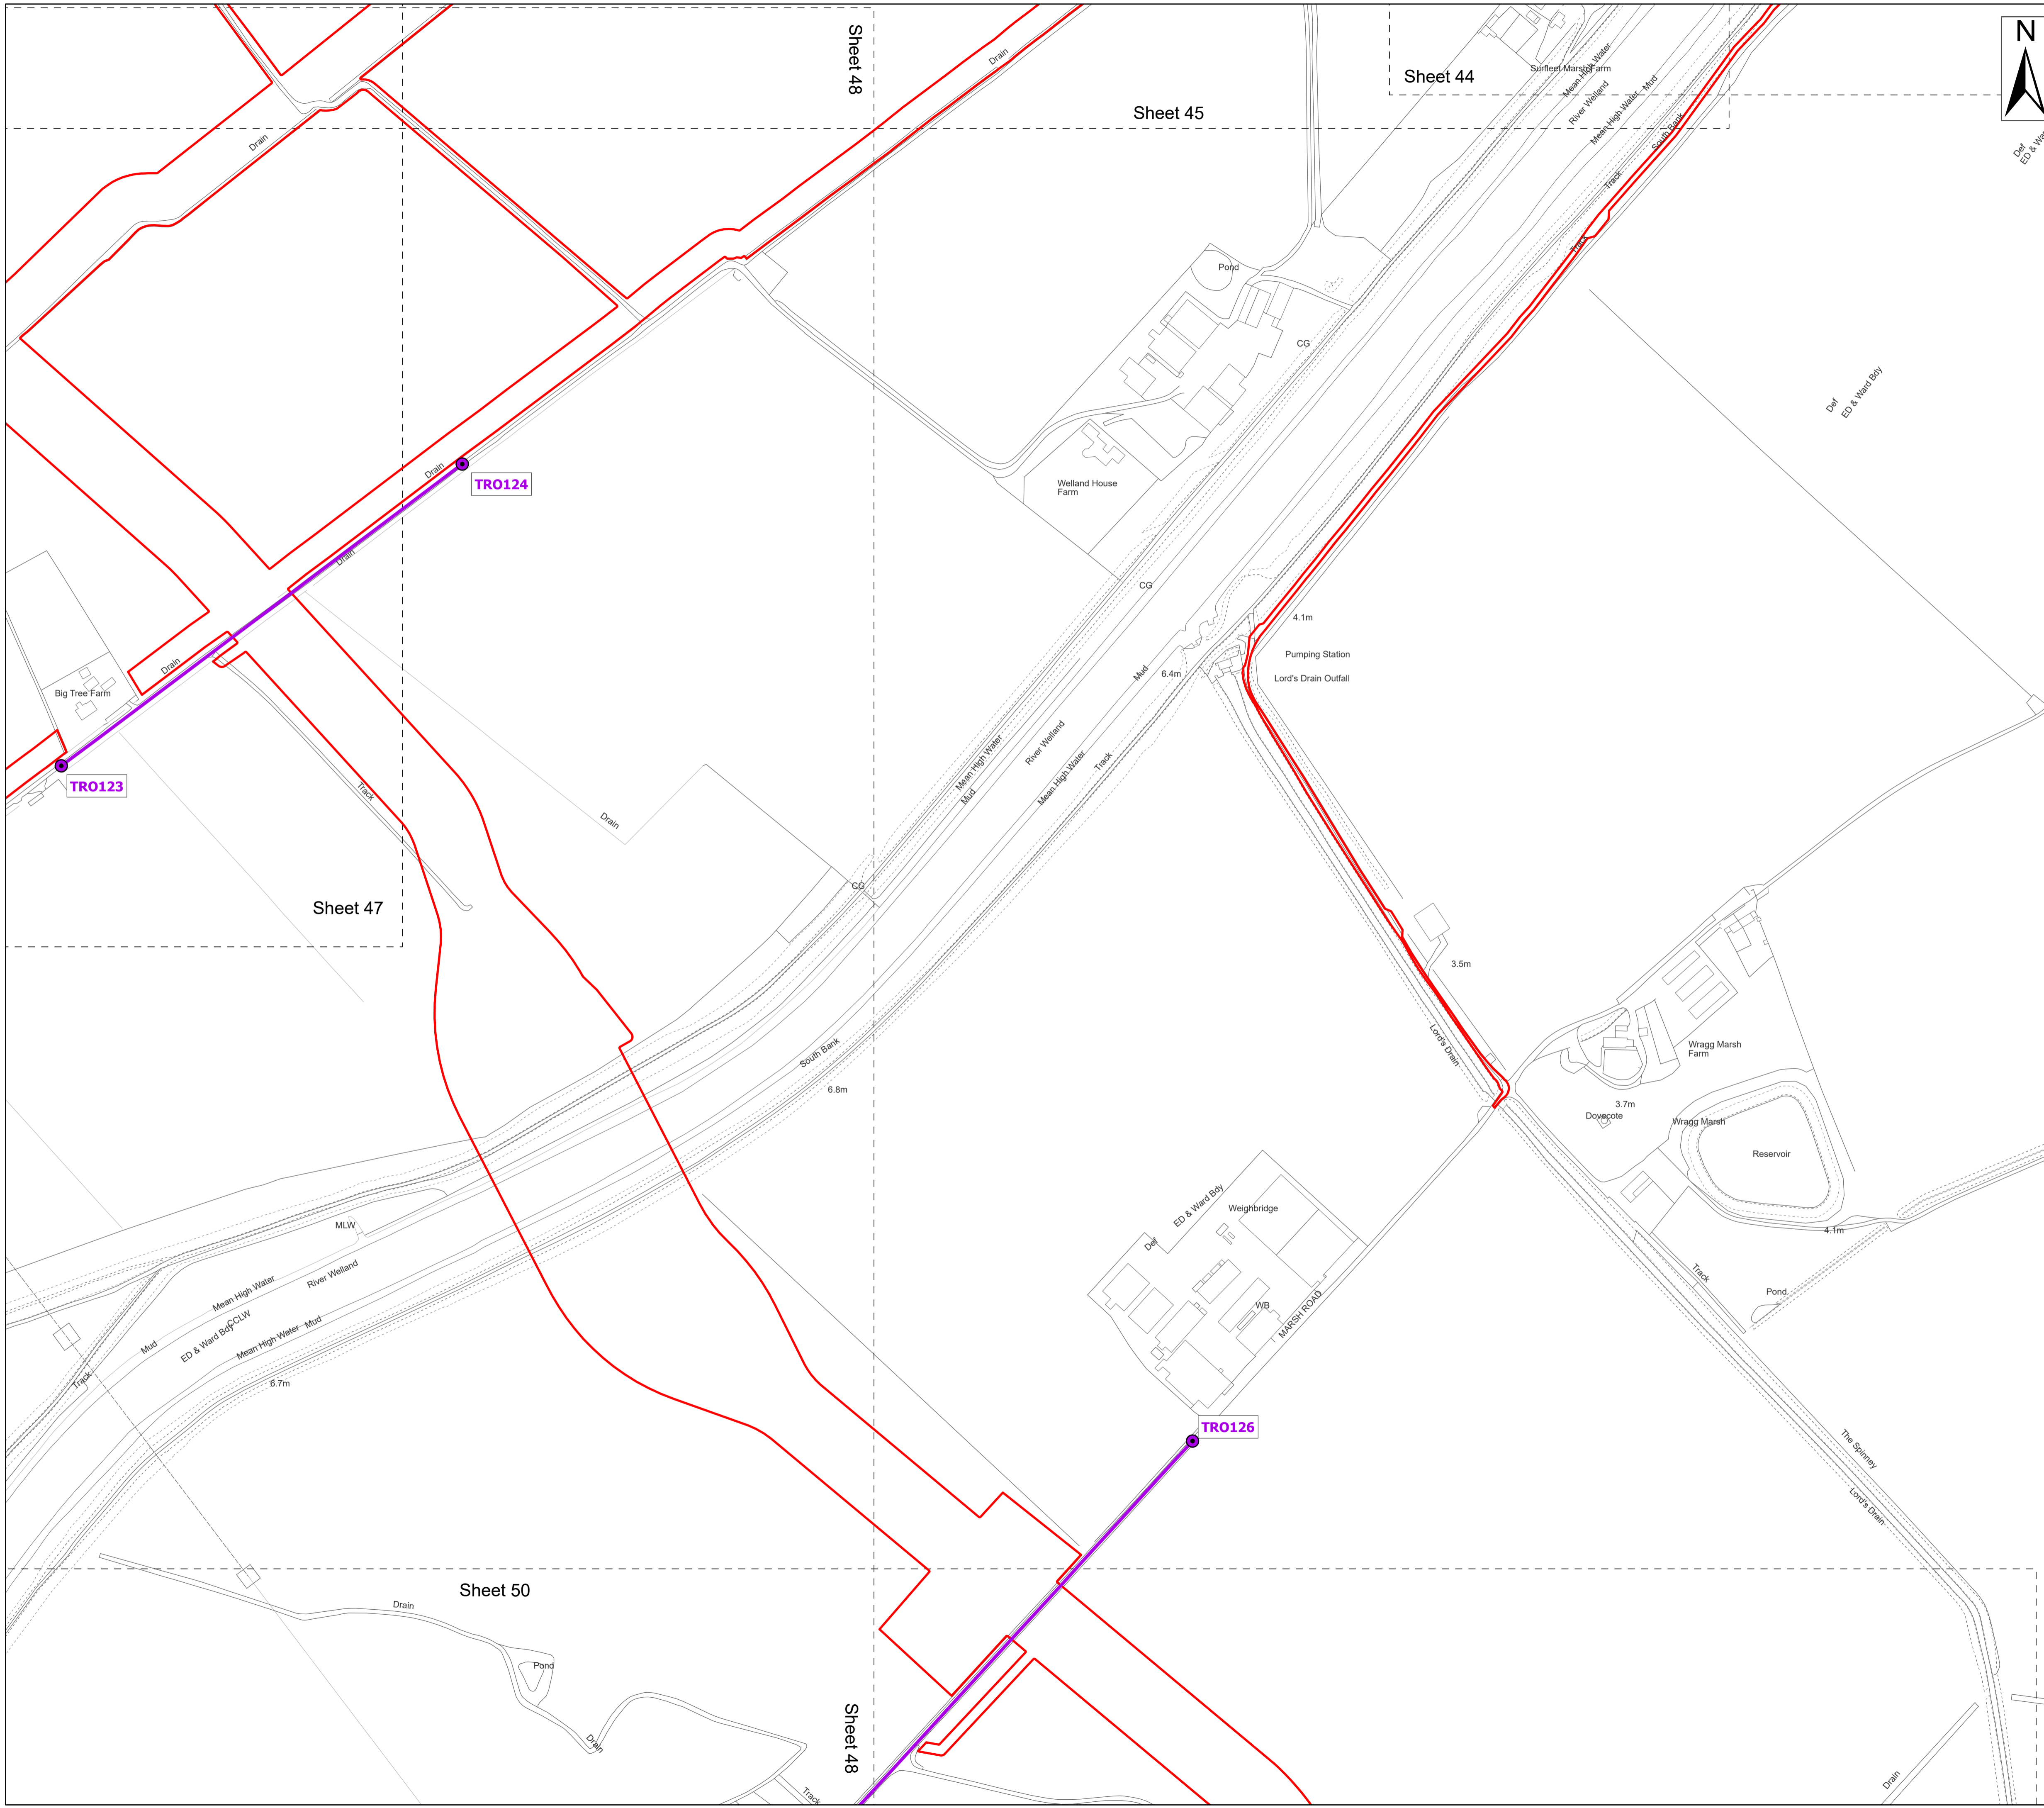 Sheet 48
Sheet 44
Sheet 45
N
Drain
Surfleet Marsh Farm
Mean High Water
River Welland
Mean High Water
Mud
South Bank
Track
Track
Def
Drain
Pond
CG
Def
ED & Ward Bdy
Drain
TRO124
Welland House
Farm
Drain
CG
4.1m
Pumping Station
Lord's Drain Outfall
Drain
Big Tree Farm
Mud
6.4m
TRO123
Track
River Welland
Mean High Water
Mud
Mean High Water
Track
Drain
CG
Sheet 47
3.5m
Lord's Drain
Wragg Marsh
Farm
South Bank
6.8m
3.7m
Dovecote
Wragg Marsh
Reservoir
ED & Ward Bdy
Weighbridge
Def
MLW
4.1m
River Welland
Mean High Water
CCLW
ED & Ward Bdy
Mean High Water
Mud
Mud
Track
6.7m
WB
MARSH ROAD
Track
Pond
TRO126
The Spinney
Lord's Drain
Sheet 50
Drain
Pond
Drain
Sheet 48
Track
Drain